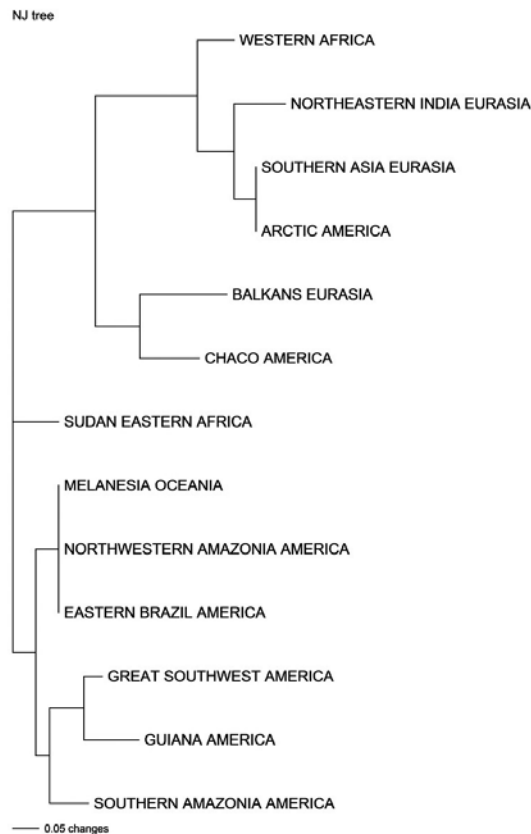 NJ tree
WESTERN AFRICA
NORTHEASTERN INDIA EURASIA
SOUTHERN ASIA EURASIA
ARCTIC AMERICA
BALKANS EURASIA
CHACO AMERICA
SUDAN EASTERN AFRICA
MELANESIA OCEANIA
NORTHWESTERN AMAZONIA AMERICA
EASTERN BRAZIL AMERICA
GREAT SOUTHWEST AMERICA
GUIANA AMERICA
SOUTHERN AMAZONIA AMERICA
0.05 changes